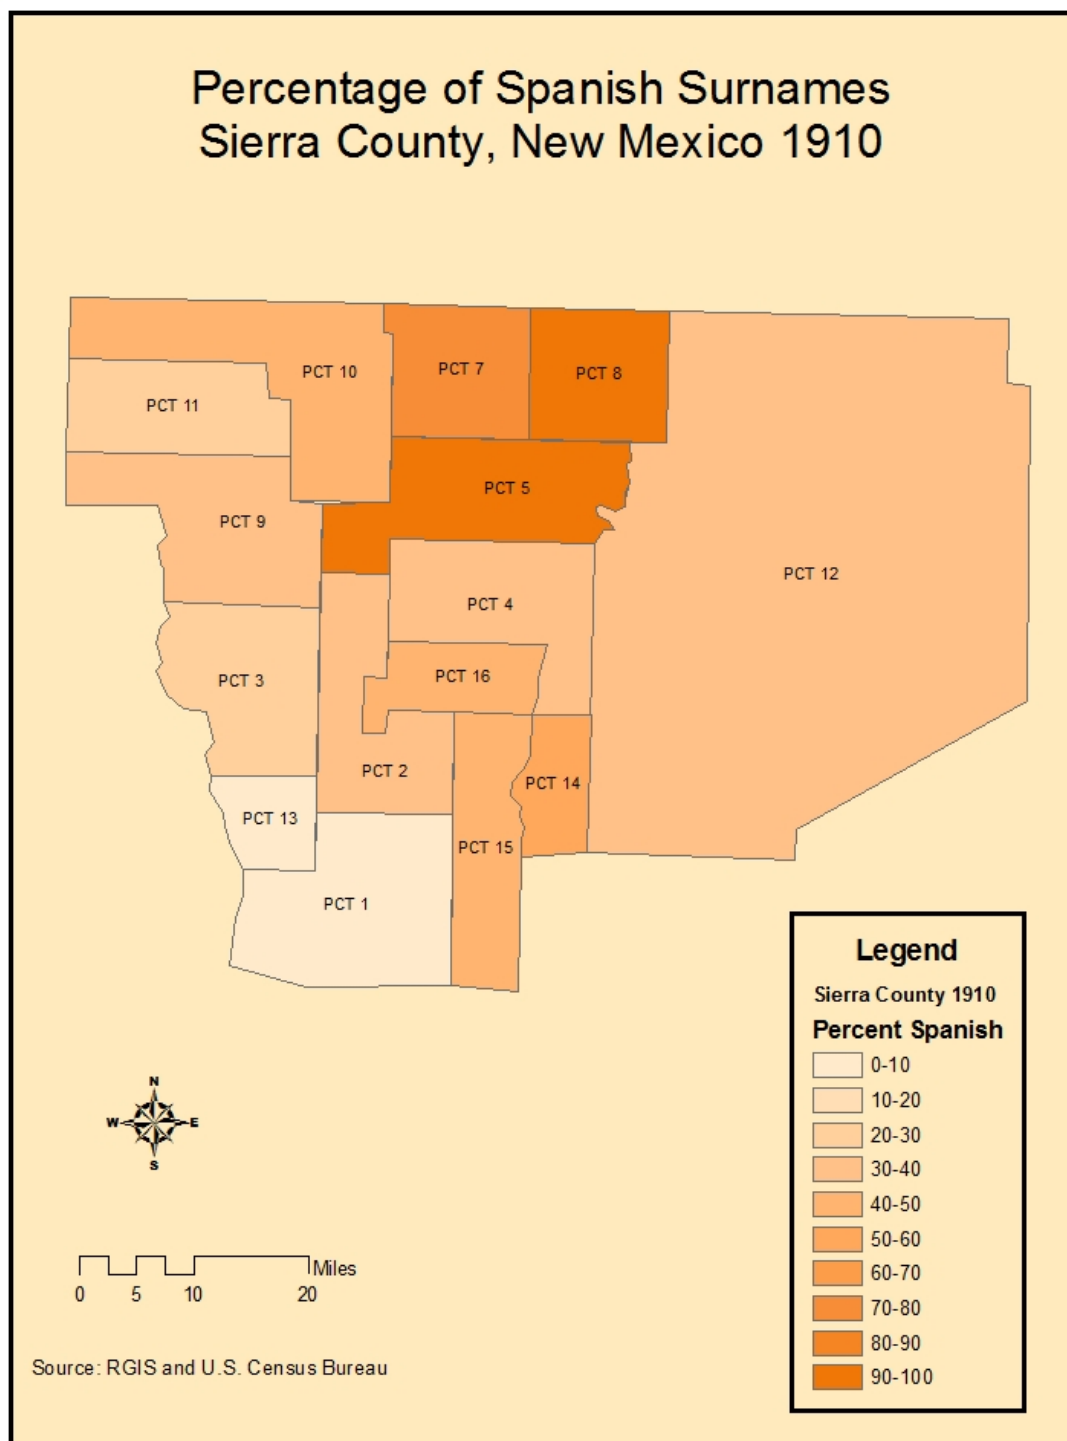 Percentage of Spanish Surnames
Sierra County, New Mexico 1910
PCT 10
PCT 7
PCT 8
PCT 11
PCT 5
PCT 9
PCT 12
PCT 4
PCT 3
PCT 16
PCT 2
PCT 14
PCT 13
PCT 15
PCT 1
Legend
Sierra County 1910
Percent Spanish
0-10
10-20
20-30
30-40
40-50
50-60
60-70
70-80
80-90
90-100
N
W E
S
Miles
0 5 10 20
Source: RGIS and U.S. Census Bureau